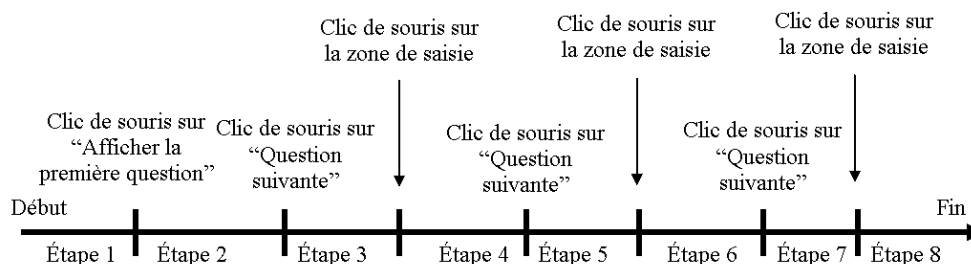 Clic de souris sur
la zone de saisie
Clic de souris sur
la zone de saisie
Clic de souris sur
la zone de saisie
Clic de souris sur
“Afficher la
première question”
Clic de souris sur
“Question
suivante”
Clic de souris sur
“Question
suivante”
Clic de souris sur
“Question
suivante”
Début
Fin
Étape 1
Étape 2
Étape 3
Étape 4
Étape 5
Étape 6
Étape 7
Étape 8